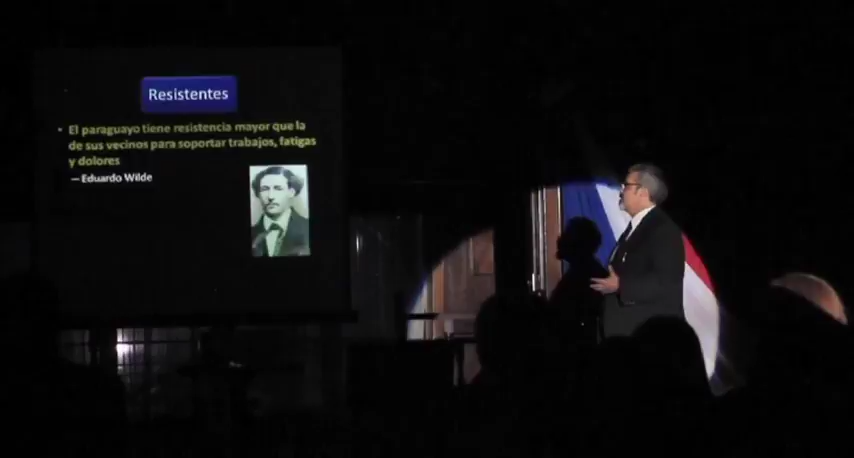 Resistentes
• El paraguayo tiene resistencia mayor que la
de sus vecinos para soportar trabajos, fatigas
y dolores
— Eduardo Wilde